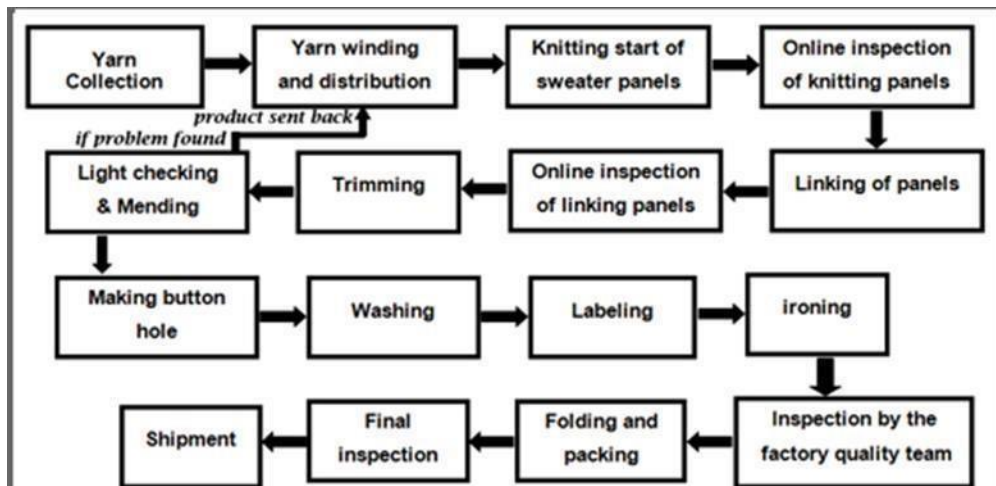 Yarn
Collection
Yarn winding
and distribution
Knitting start of
sweater panels
Online inspection
of knitting panels
product sent back
if problem found
Light checking
& Mending
Trimming
Online inspection
of linking panels
Linking of panels
Making button
hole
Washing
Labeling
ironing
Shipment
Final
inspection
Folding and
packing
Inspection by the
factory quality team